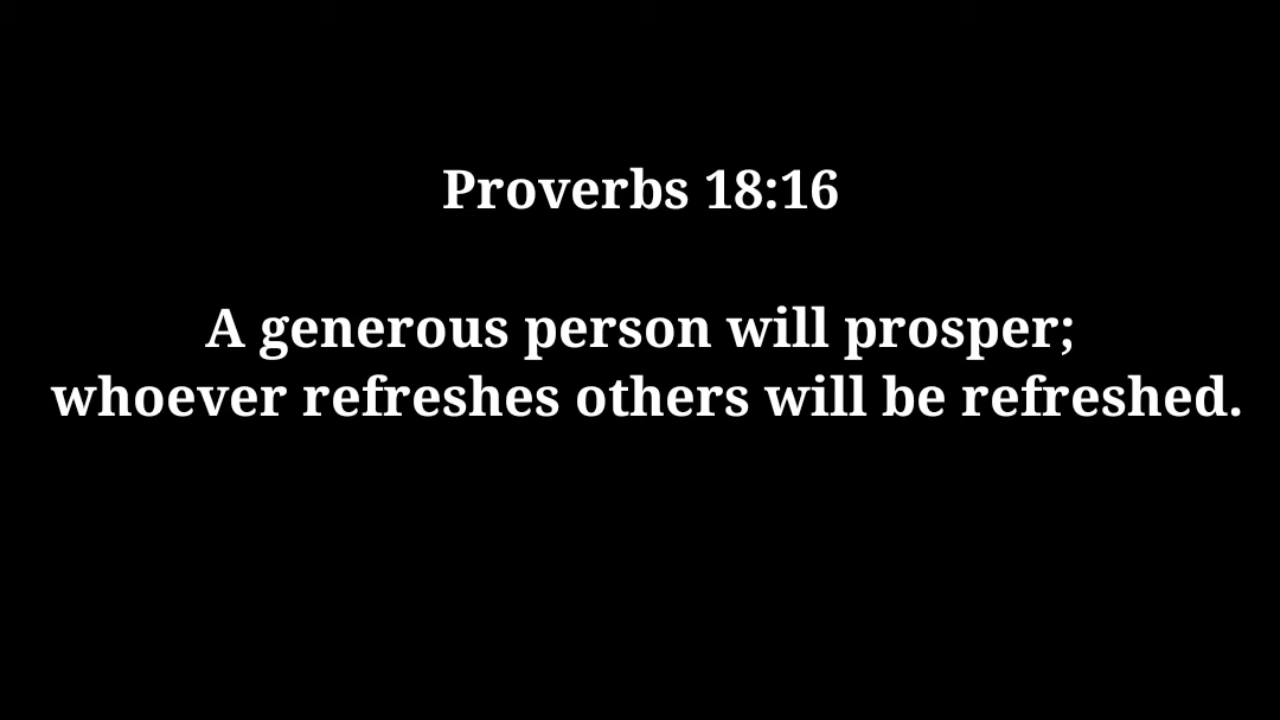 Proverbs 18:16
A generous person will prosper;
whoever refreshes others will be refreshed.